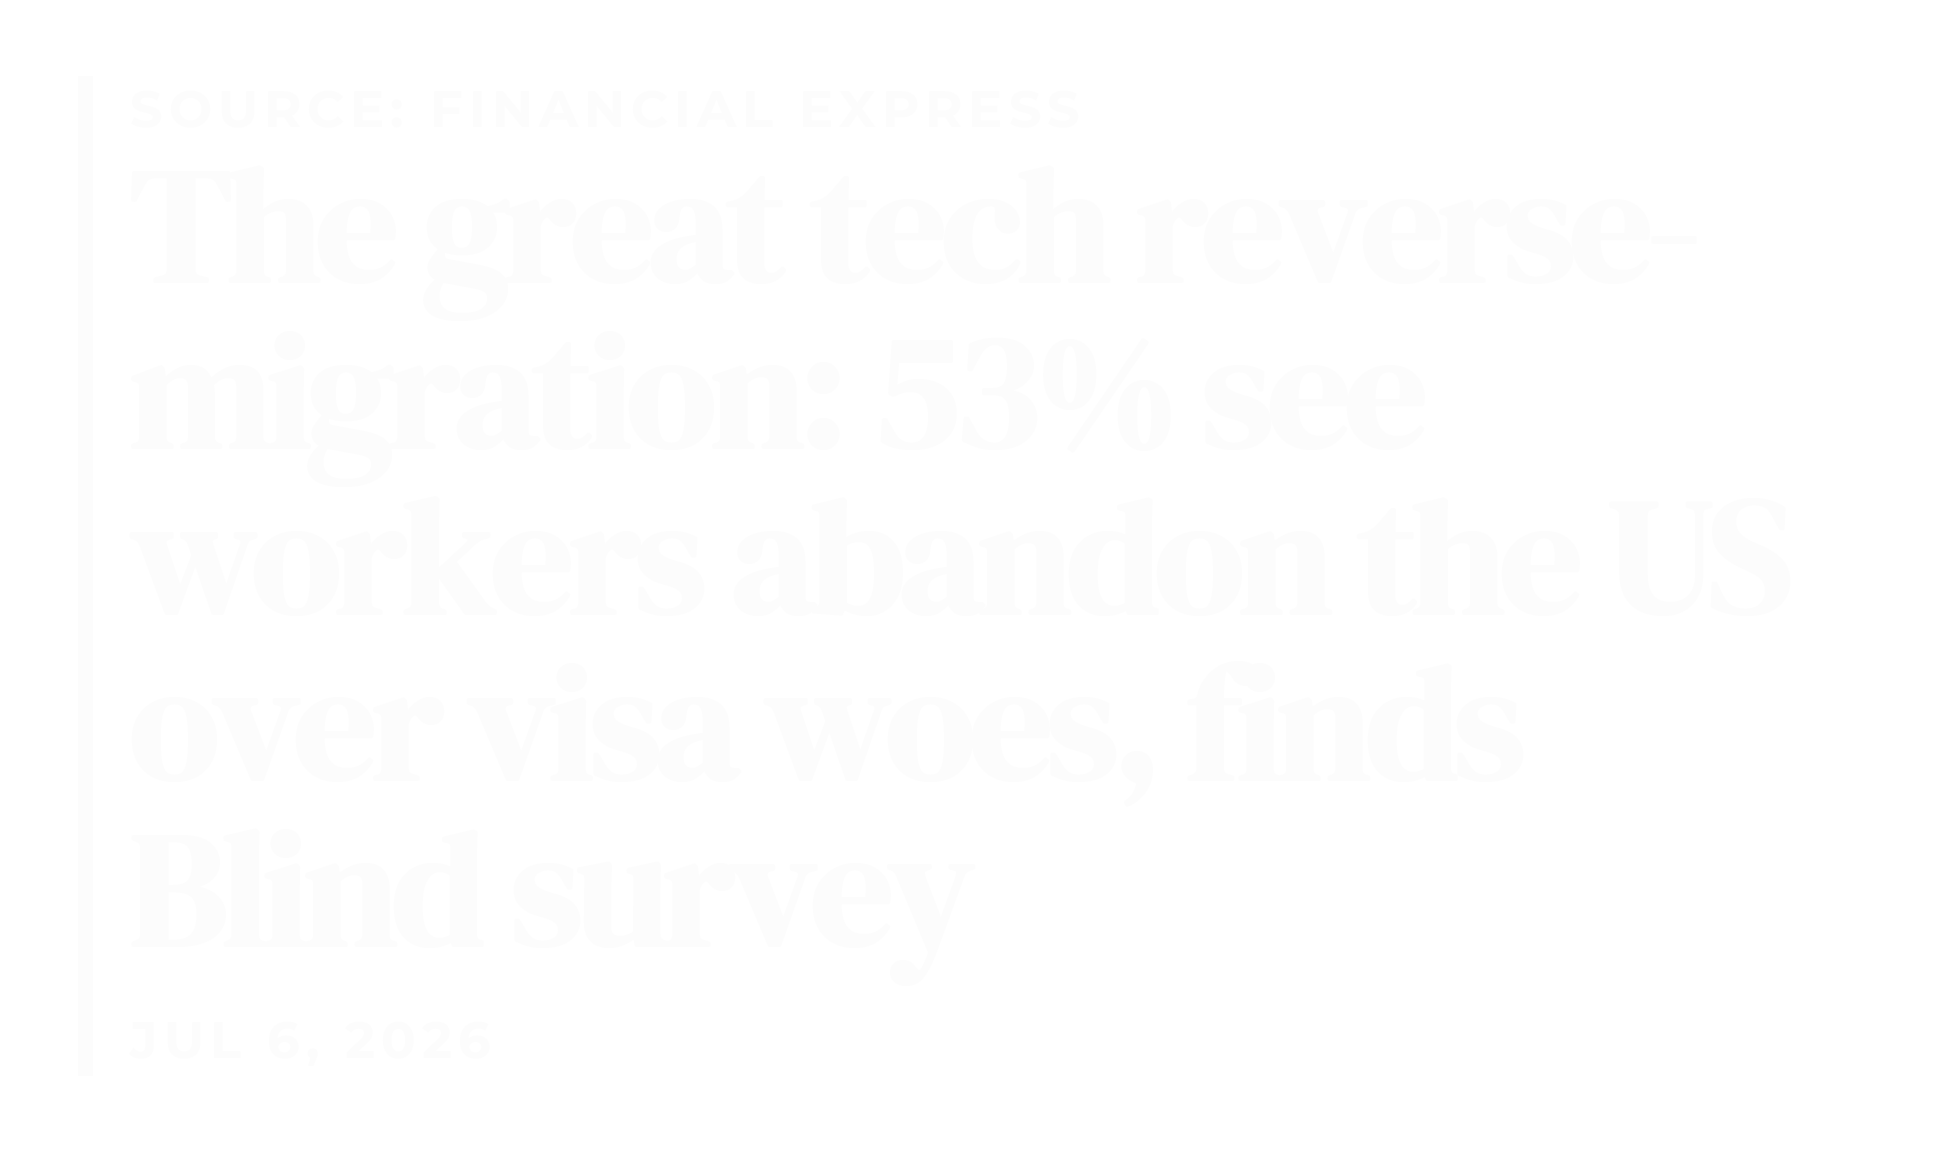 SOURCE: FINANCIAL EXPRESS
The great tech reverse-
migration: 53% see
workers abandon the US
over visa woes, finds
Blind survey
JUL 6, 2026